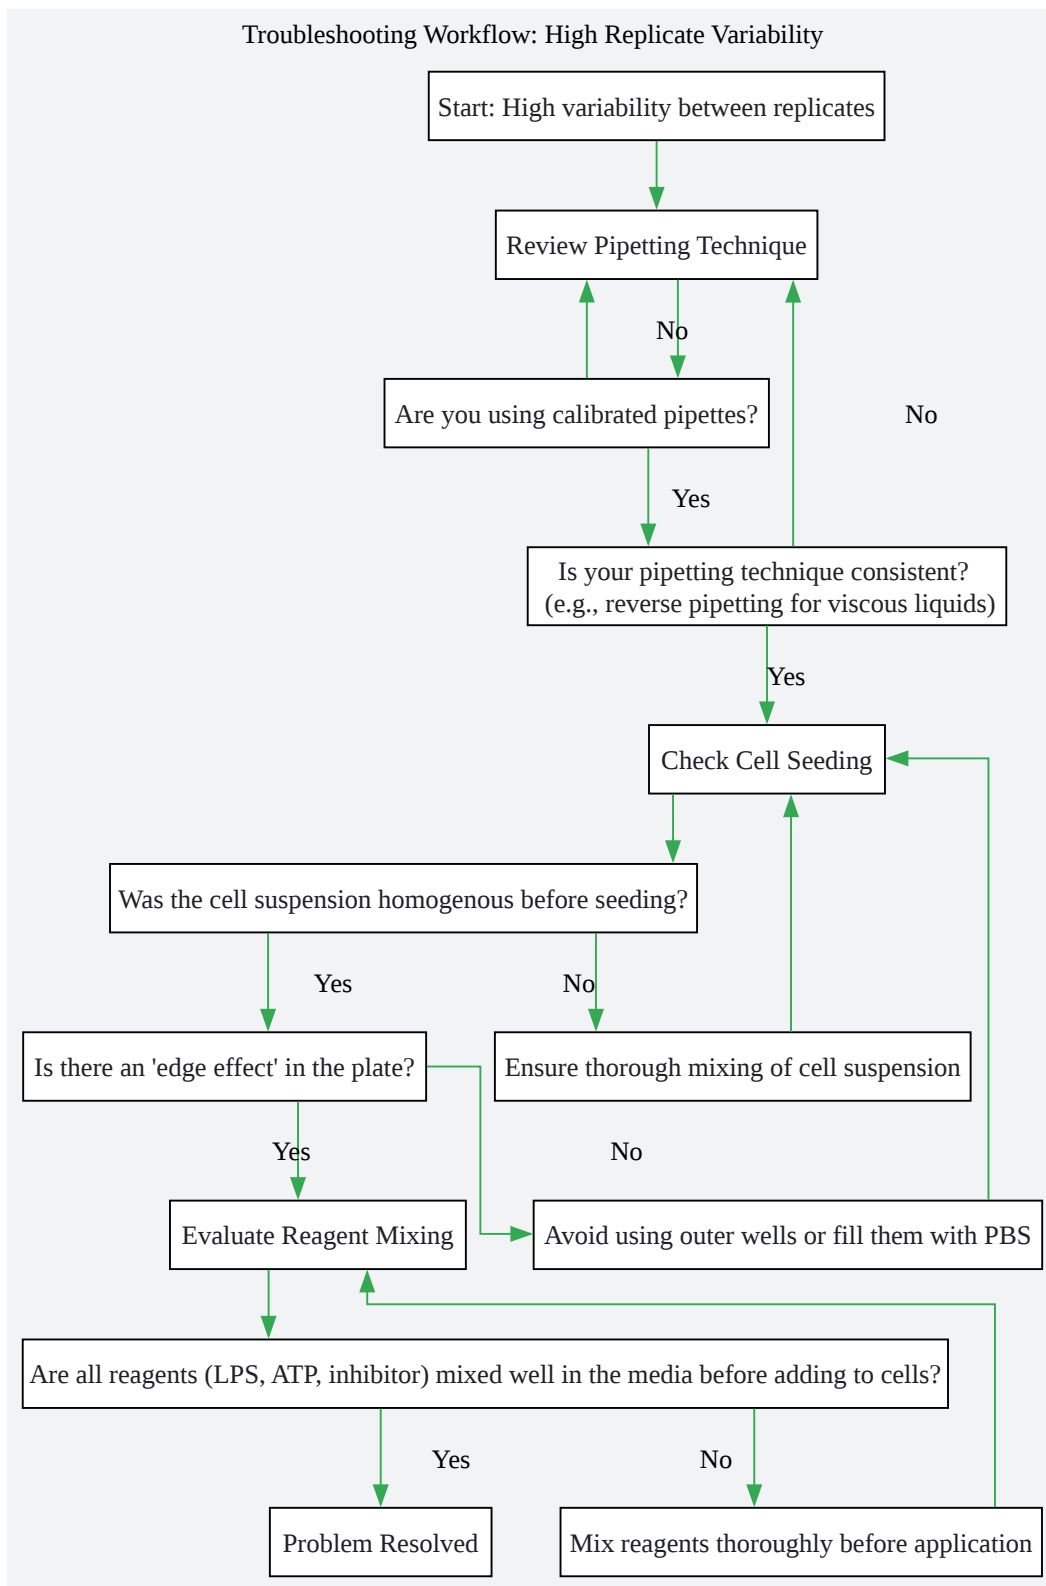 Troubleshooting Workflow: High Replicate Variability
Start: High variability between replicates
Review Pipetting Technique
No
Are you using calibrated pipettes?
No
Yes
Is your pipetting technique consistent?
(e.g., reverse pipetting for viscous liquids)
Yes
Check Cell Seeding
Was the cell suspension homogenous before seeding?
Yes
No
Is there an 'edge effect' in the plate?
Ensure thorough mixing of cell suspension
Yes
No
Evaluate Reagent Mixing
Avoid using outer wells or fill them with PBS
Are all reagents (LPS, ATP, inhibitor) mixed well in the media before adding to cells?
Yes
No
Problem Resolved
Mix reagents thoroughly before application